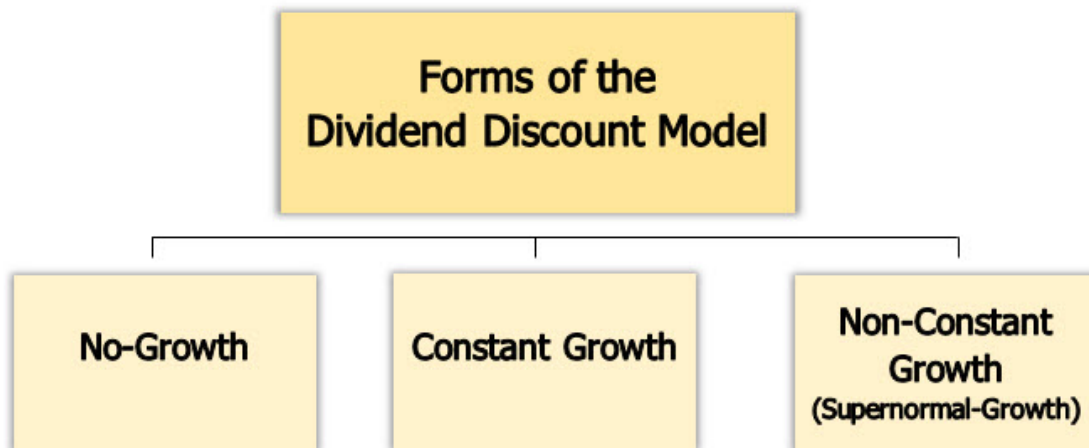 Forms of the
Dividend Discount Model
No-Growth
Constant Growth
Non-Constant
Growth
(Supernormal-Growth)